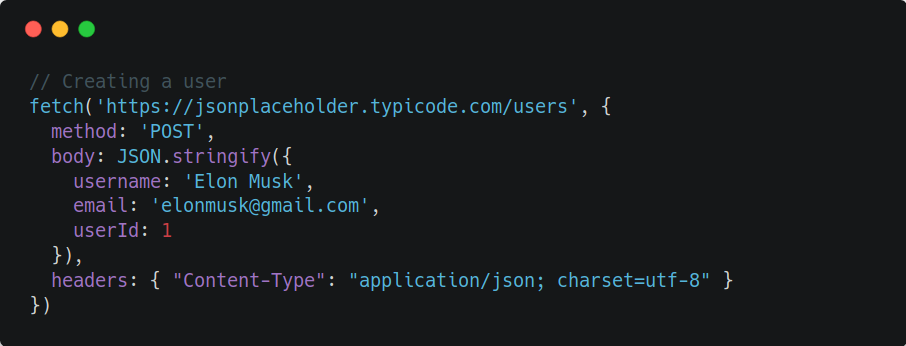 // Creating a user
fetch('https://jsonplaceholder.typicode.com/users', {
  method: 'POST',
  body: JSON.stringify({
    username: 'Elon Musk',
    email: 'elonmusk@gmail.com',
    userId: 1
  }),
  headers: { "Content-Type": "application/json; charset=utf-8" }
})